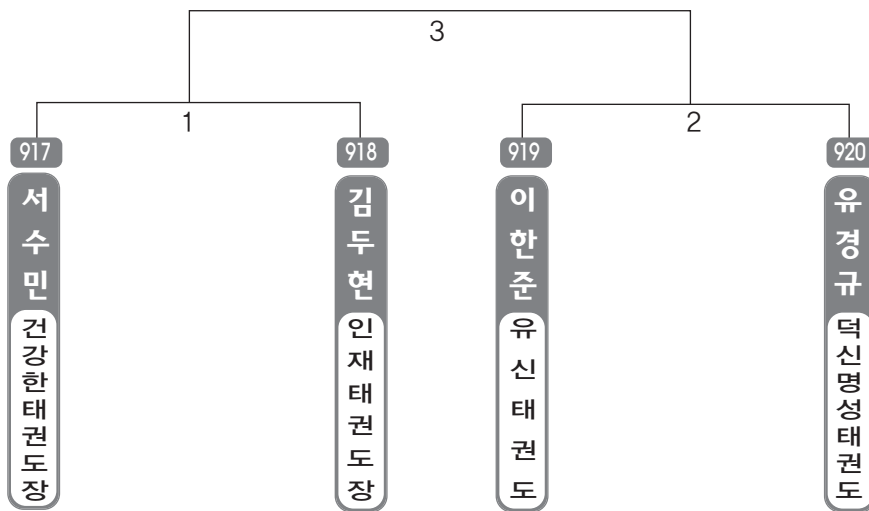 3
1
2
917
918
919
920
서수민
김두현
이한준
유경규
건강한태권도장
인재태권도장
유신태권도
덕신명성태권도